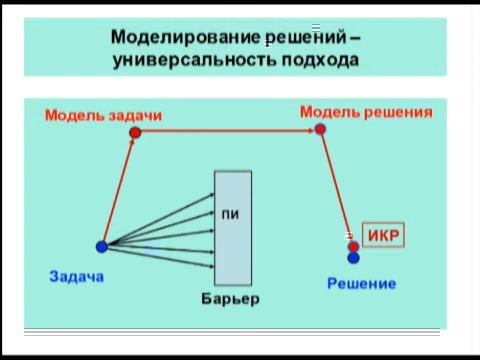 Моделирование решений –
универсальность подхода
Модель задачи
Модель решения
ПИ
ИКР
Задача
Решение
Барьер